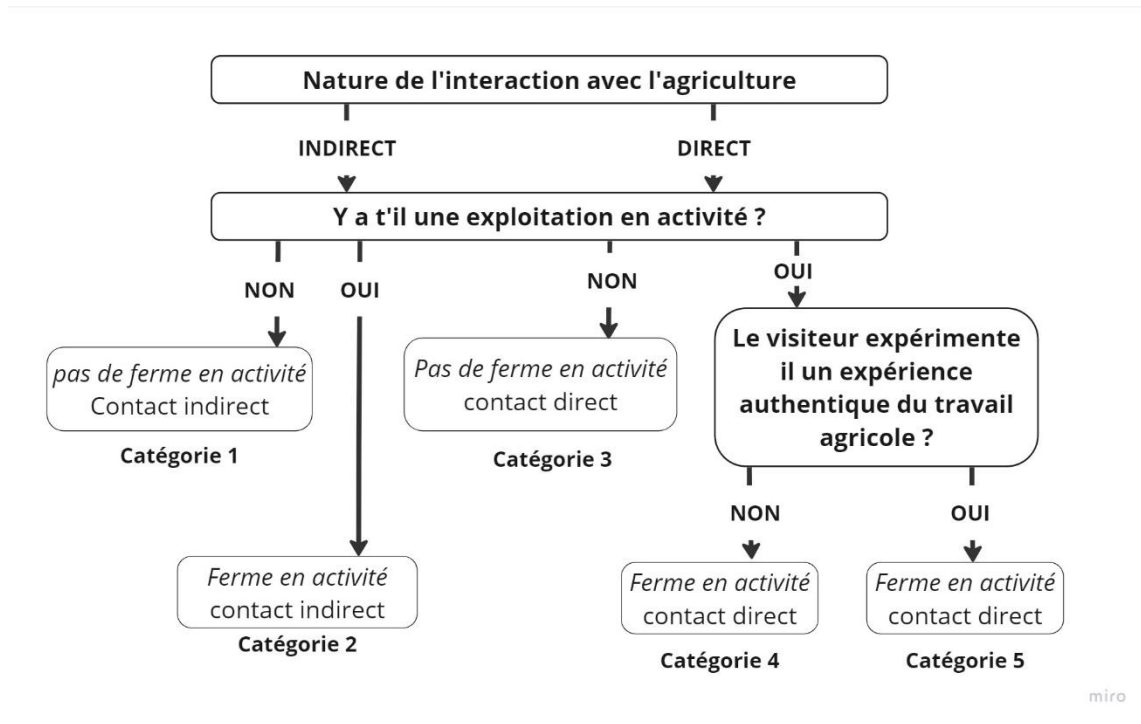 Nature de l'interaction avec l'agriculture
INDIRECT
DIRECT
Y a t'il une exploitation en activité ?
NON
OUI
NON
OUI
pas de ferme en activité
Contact indirect
Catégorie 1
Pas de ferme en activité
contact direct
Catégorie 3
Le visiteur expérimente
il un expérience
authentique du travail
agricole ?
NON
OUI
Ferme en activité
contact indirect
Catégorie 2
Ferme en activité
contact direct
Catégorie 4
Ferme en activité
contact direct
Catégorie 5
miro